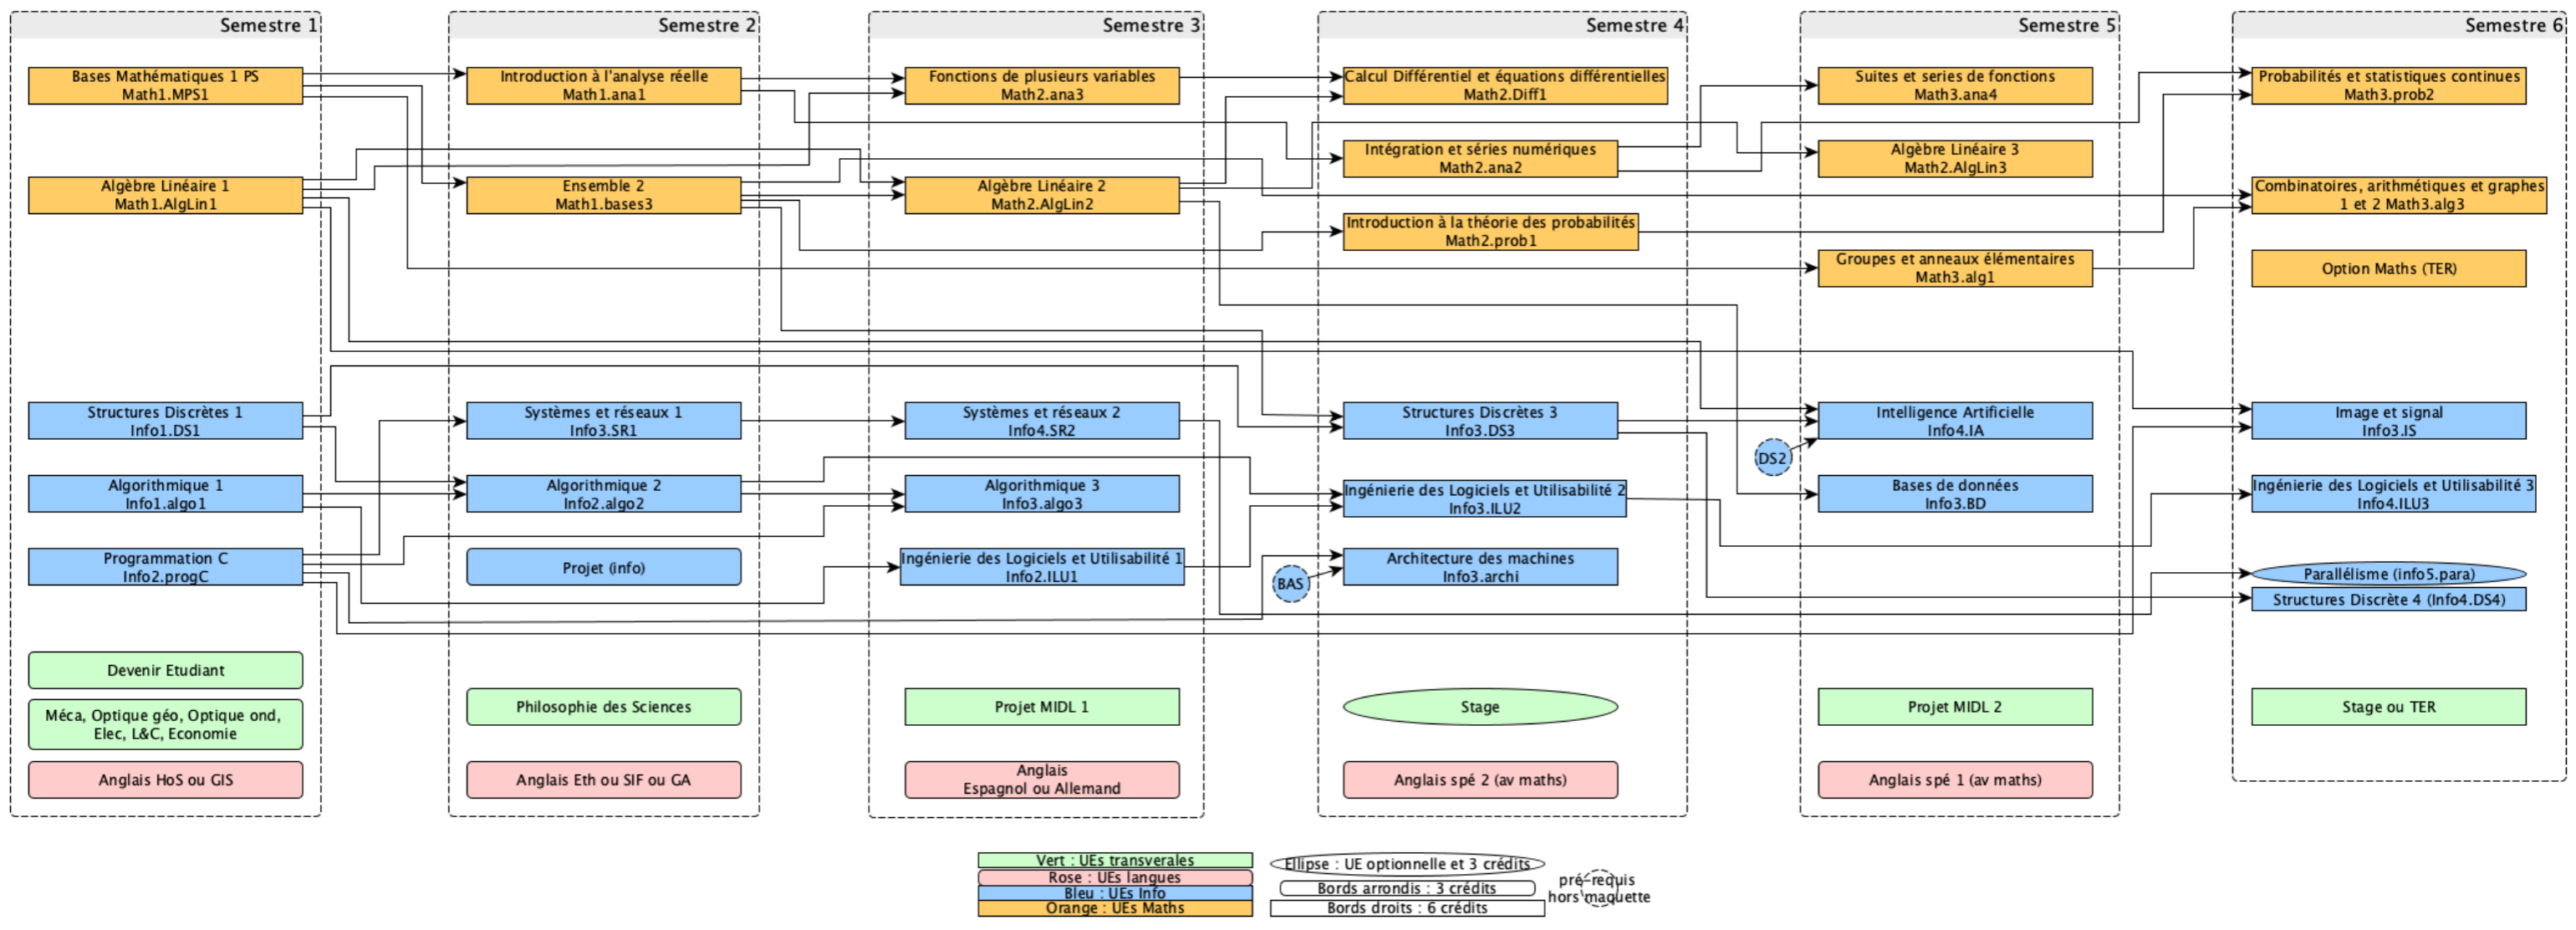 Semestre 1
Bases Mathématiques 1 PS
Math1.MPS1
Algèbre Linéaire 1
Math1.AlgLin1
Structures Discrètes 1
Info1.DS1
Algorithmique 1
Info1.algo1
Programmation C
Info2.progC
Devenir Etudiant
Méca, Optique géo, Optique ond,
Elec, L&C, Economie
Anglais HoS ou GIS
Semestre 2
Introduction à l'analyse réelle
Math1.ana1
Ensemble 2
Math1.bases3
Systèmes et réseaux 1
Info3.SR1
Algorithmique 2
Info2.algo2
Projet (info)
Philosophie des Sciences
Anglais Eth ou SIF ou GA
Semestre 3
Fonctions de plusieurs variables
Math2.ana3
Algèbre Linéaire 2
Math2.AlgLin2
Systèmes et réseaux 2
Info4.SR2
Algorithmique 3
Info3.algo3
Ingénierie des Logiciels et Utilisabilité 1
Info2.ILU1
Projet MIDL 1
Anglais
Espagnol ou Allemand
BAS
Semestre 4
Calcul Différentiel et équations différentielles
Math2.Diff1
Intégration et séries numériques
Math2.ana2
Introduction à la théorie des probabilités
Math2.prob1
Structures Discrètes 3
Info3.DS3
Ingénierie des Logiciels et Utilisabilité 2
Info3.ILU2
Architecture des machines
Info3.archi
Stage
Anglais spé 2 (av maths)
DS2
Semestre 5
Suites et series de fonctions
Math3.ana4
Algèbre Linéaire 3
Math2.AlgLin3
Groupes et anneaux élémentaires
Math3.alg1
Intelligence Artificielle
Info4.IA
Bases de données
Info3.BD
Projet MIDL 2
Anglais spé 1 (av maths)
Semestre 6
Probabilités et statistiques continues
Math3.prob2
Combinatoires, arithmétiques et graphes
1 et 2 Math3.alg3
Option Maths (TER)
Image et signal
Info3.IS
Ingénierie des Logiciels et Utilisabilité 3
Info4.ILU3
Parallélisme (info5.para)
Structures Discrète 4 (Info4.DS4)
Stage ou TER
Vert : UEs transverales
Rose : UEs langues
Bleu : UEs Info
Orange : UEs Maths
Ellipse : UE optionnelle et 3 crédits
Bords arrondis : 3 crédits
Bords droits : 6 crédits
pré-requis
hors maquette